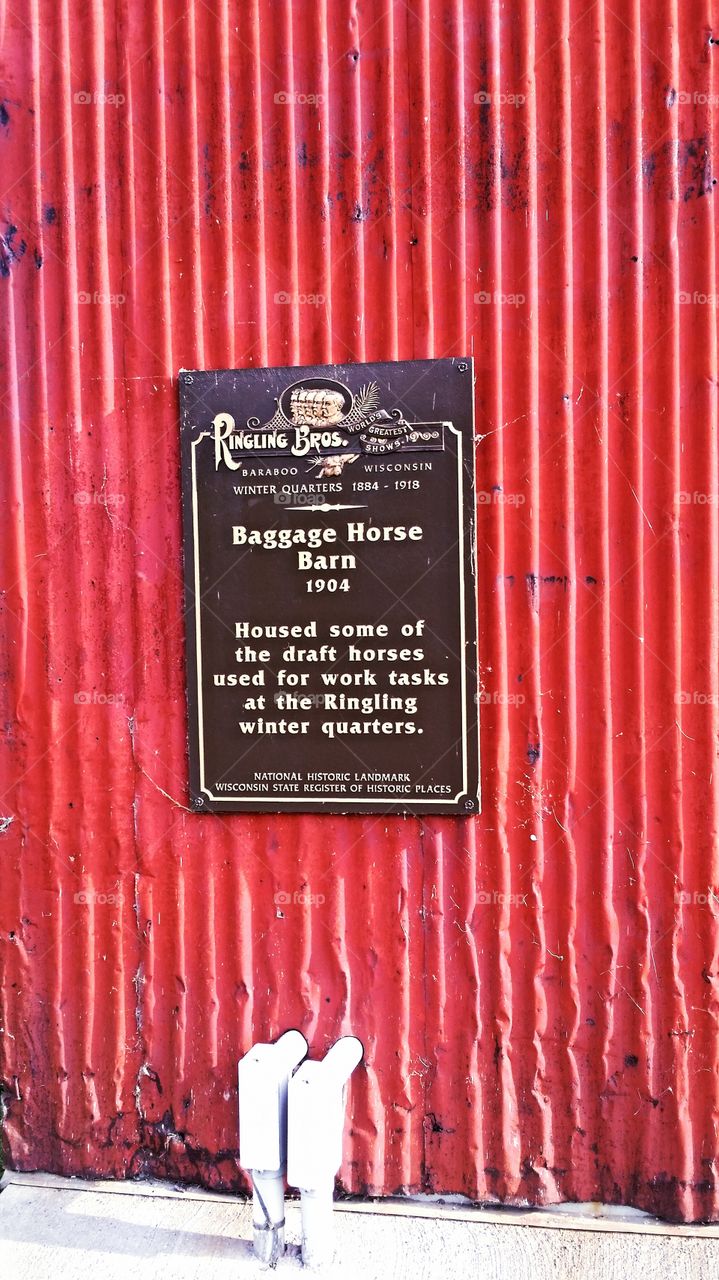 RINGLING BROS.
WORLD'S
GREATEST
SHOWS
BARABOO WISCONSIN
WINTER QUARTERS 1884 - 1918
Baggage Horse
Barn
1904
Housed some of
the draft horses
used for work tasks
at the Ringling
winter quarters.
NATIONAL HISTORIC LANDMARK
WISCONSIN STATE REGISTER OF HISTORIC PLACES
foap